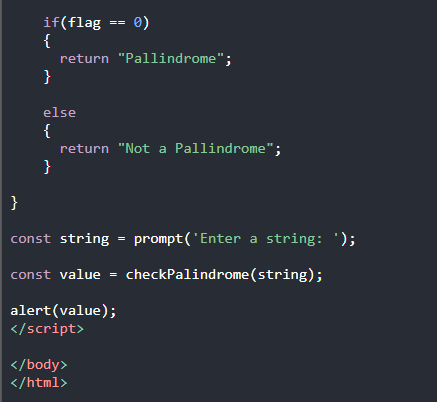 if(flag == 0)
{
return "Pallindrome";
}
else
{
return "Not a Pallindrome";
}
}
const string = prompt('Enter a string: ');
const value = checkPalindrome(string);
alert(value);
</script>
</body>
</html>